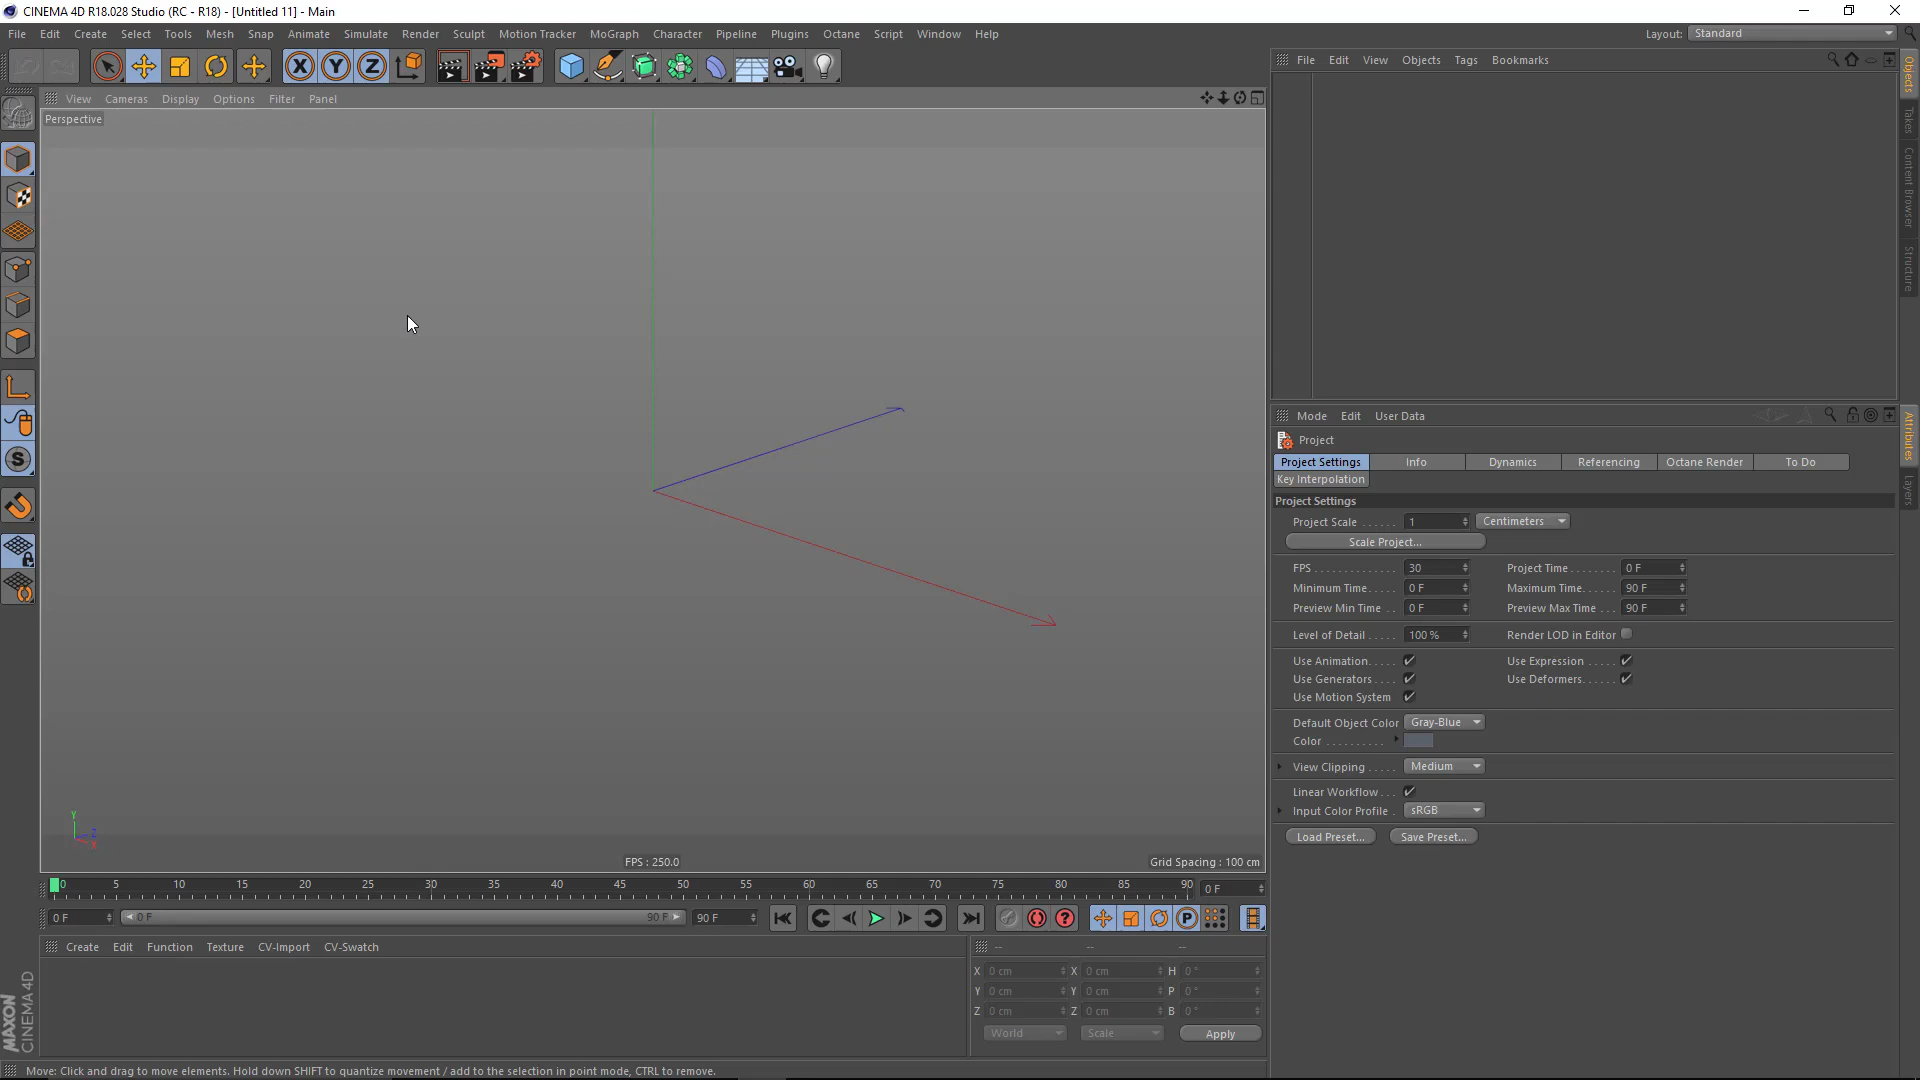 CINEMA 4D R18.028 Studio (RC - R18) - [Untitled 11] - Main
File Edit Create Select Tools Mesh Snap Animate Simulate Render Sculpt Motion Tracker MoGraph Character Pipeline Plugins Octane Script Window Help
Layout: Standard
X Y Z
View Cameras Display Options Filter Panel
Perspective
S
Y
Z
X
FPS : 250.0
Grid Spacing : 100 cm
0 5 10 15 20 25 30 35 40 45 50 55 60 65 70 75 80 85 90
0 F
0 F
0 F 90 F
90 F
P
Create Edit Function Texture CV-Import CV-Swatch
-- -- --
X 0 cm X 0 cm H 0 °
Y 0 cm Y 0 cm P 0 °
Z 0 cm Z 0 cm B 0 °
World Scale Apply
MAXON
CINEMA 4D
Move: Click and drag to move elements. Hold down SHIFT to quantize movement / add to the selection in point mode, CTRL to remove.
File Edit View Objects Tags Bookmarks
Objects
Takes
Content Browser
Structure
Mode Edit User Data
Attributes
Layers
Project
Project Settings Info Dynamics Referencing Octane Render To Do
Key Interpolation
Project Settings
Project Scale . . . . . . 1 Centimeters
Scale Project...
FPS . . . . . . . . . . . . . 30 Project Time . . . . . . . 0 F
Minimum Time . . . . . 0 F Maximum Time . . . . . 90 F
Preview Min Time . . 0 F Preview Max Time . . . 90 F
Level of Detail . . . . . 100 % Render LOD in Editor
Use Animation . . . . . Use Expression . . . . .
Use Generators . . . . Use Deformers . . . . . .
Use Motion System
Default Object Color Gray-Blue
Color . . . . . . . . . .
View Clipping . . . . . Medium
Linear Workflow . . .
Input Color Profile . sRGB
Load Preset... Save Preset...